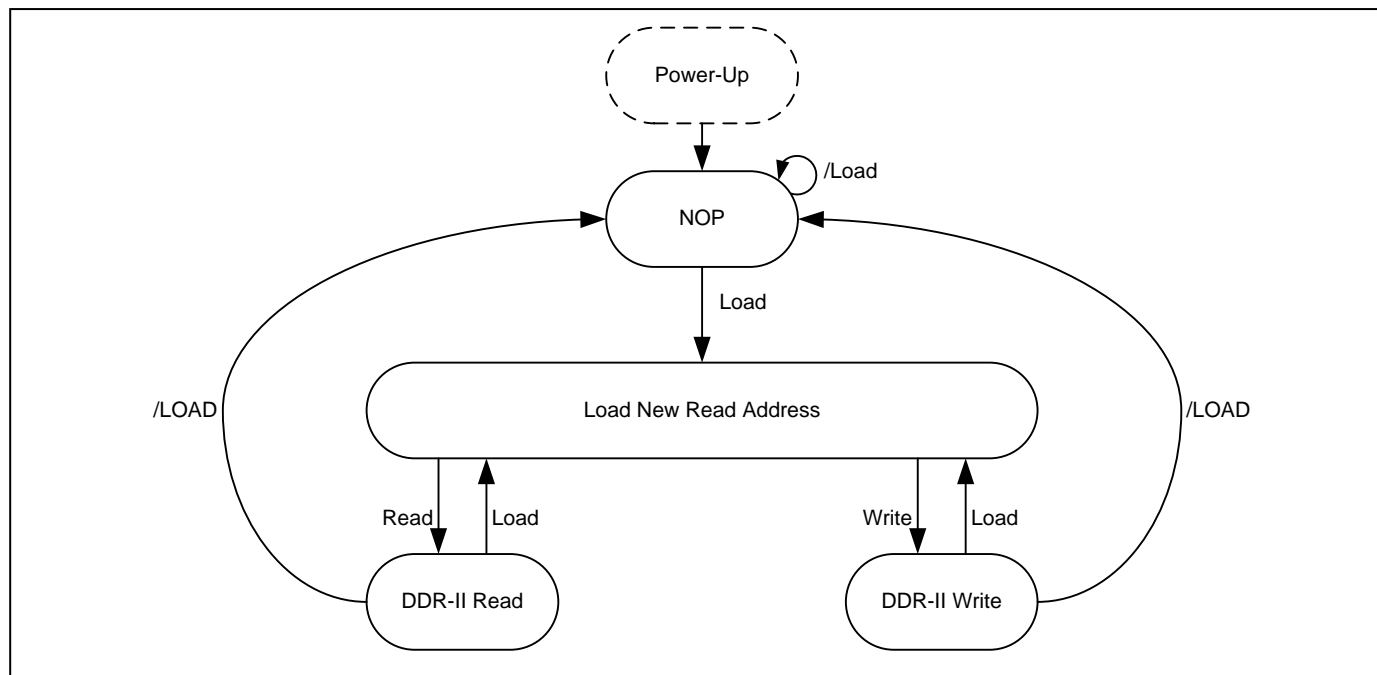 Power-Up
/Load
NOP
Load
Load New Read Address
/LOAD
/LOAD
Read
Load
Write
Load
DDR-II Read
DDR-II Write